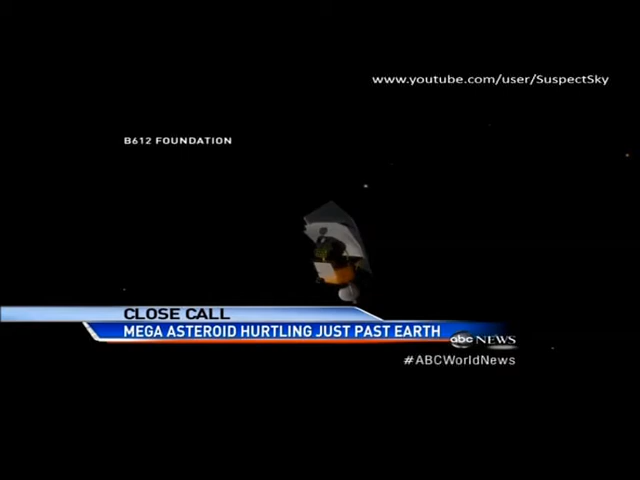 www.youtube.com/user/SuspectSky
B612 FOUNDATION
CLOSE CALL
MEGA ASTEROID HURTLING JUST PAST EARTH
abc NEWS
#ABCWorldNews